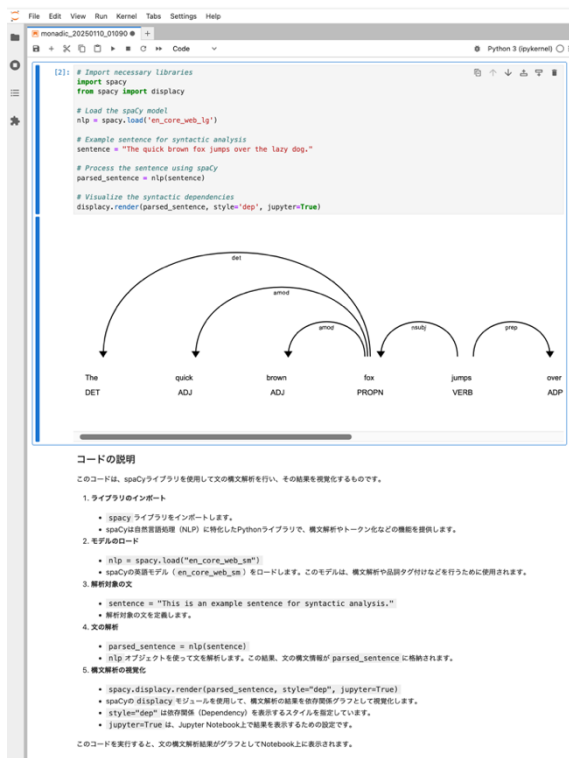 File Edit View Run Kernel Tabs Settings Help
monadic_20250110_01090
Code
Python 3 (ipykernel)
[2]: # Import necessary libraries
import spacy
from spacy import displacy
# Load the spaCy model
nlp = spacy.load('en_core_web_lg')
# Example sentence for syntactic analysis
sentence = "The quick brown fox jumps over the lazy dog."
# Process the sentence using spaCy
parsed_sentence = nlp(sentence)
# Visualize the syntactic dependencies
displacy.render(parsed_sentence, style='dep', jupyter=True)
det
amod
amod nsubj prep
The quick brown fox jumps over
DET ADJ ADJ PROPN VERB ADP
コードの説明
このコードは、spaCyライブラリを使用して文の構文解析を行い、その結果を視覚化するものです。
1. ライブラリのインポート
• spacy ライブラリをインポートします。
• spaCyは自然言語処理（NLP）に特化したPythonライブラリで、構文解析やトークン化などの機能を提供します。
2. モデルのロード
• nlp = spacy.load("en_core_web_sm")
• spaCyの英語モデル（ en_core_web_sm ）をロードします。このモデルは、構文解析や品詞タグ付けなどを行うために使用されます。
3. 解析対象の文
• sentence = "This is an example sentence for syntactic analysis."
• 解析対象の文を定義します。
4. 文の解析
• parsed_sentence = nlp(sentence)
• nlp オブジェクトを使って文を解析します。この結果、文の構文情報が parsed_sentence に格納されます。
5. 構文解析の視覚化
• spacy.displacy.render(parsed_sentence, style="dep", jupyter=True)
• spaCyの displacy モジュールを使用して、構文解析の結果を依存関係グラフとして視覚化します。
• style="dep" は依存関係（Dependency）を表示するスタイルを指定しています。
• jupyter=True は、Jupyter Notebook上で結果を表示するための設定です。
このコードを実行すると、文の構文解析結果がグラフとしてNotebook上に表示されます。